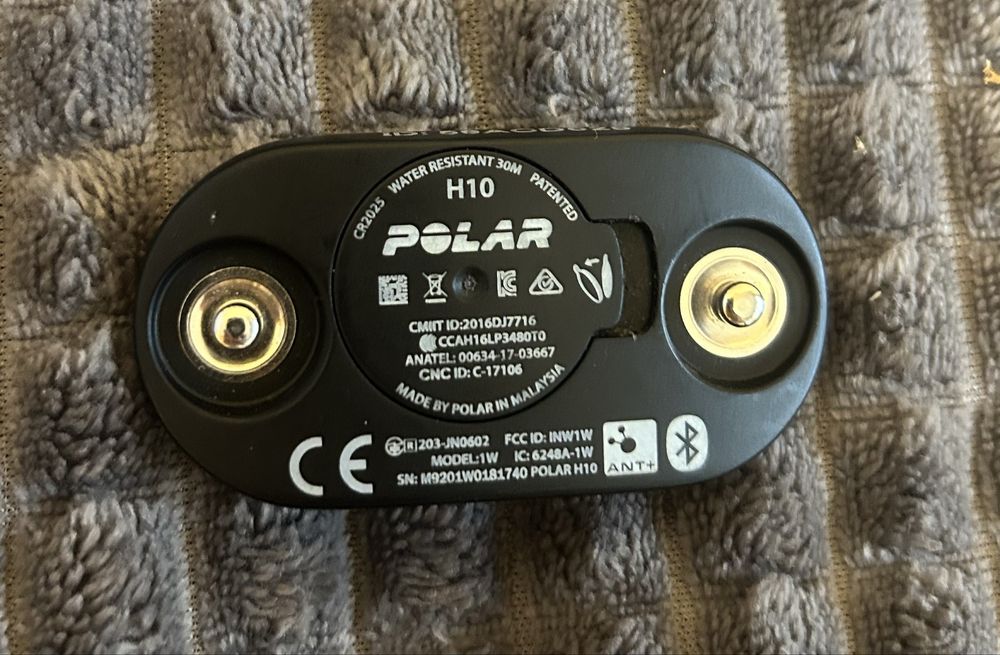 CR2025 WATER RESISTANT 30M PATENTED
H10
POLAR
CMIIT ID:2016DJ7716
CCAH16LP3480T0
ANATEL: 00634-17-03667
CNC ID: C-17106
MADE BY POLAR IN MALAYSIA
CE
R 203-JN0602 FCC ID: INW1W
MODEL:1W IC: 6248A-1W
SN: M9201W0181740 POLAR H10
ANT+